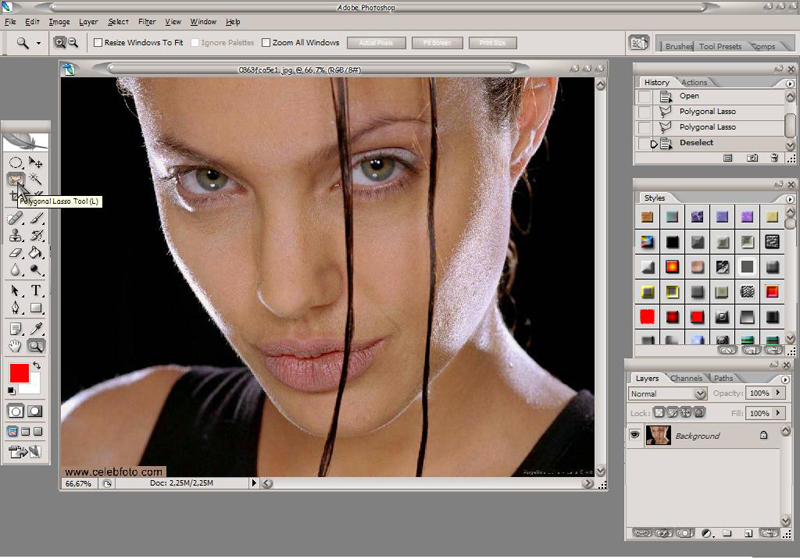 Adobe Photoshop
File Edit Image Layer Select Filter View Window Help
Resize Windows To Fit Ignore Palettes Zoom All Windows Actual Pixels Fit Screen Print Size
Brushes Tool Presets Comps
0863fca5e1.jpg @ 66,7% (RGB/8#)
History Actions
Open
Polygonal Lasso
Polygonal Lasso
Deselect
Polygonal Lasso Tool (L)
Styles
T
Layers Channels Paths
Normal Opacity: 100%
Lock: Fill: 100%
Background
www.celebfoto.com
66,67% Doc: 2,25M/2,25M